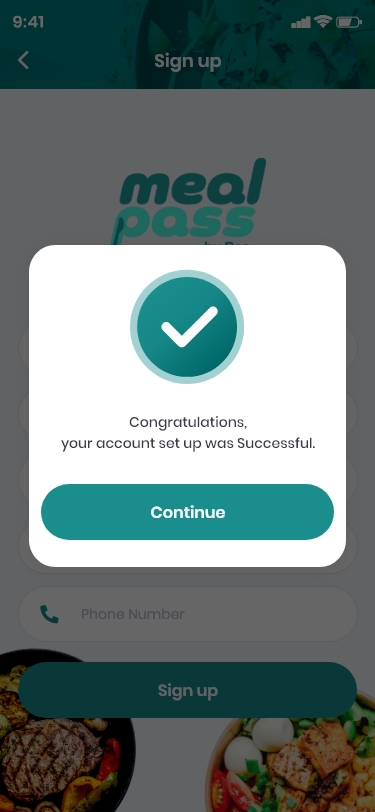 9:41
Sign up
meal
pass
Congratulations,
your account set up was Successful.
Continue
Phone Number
Sign up